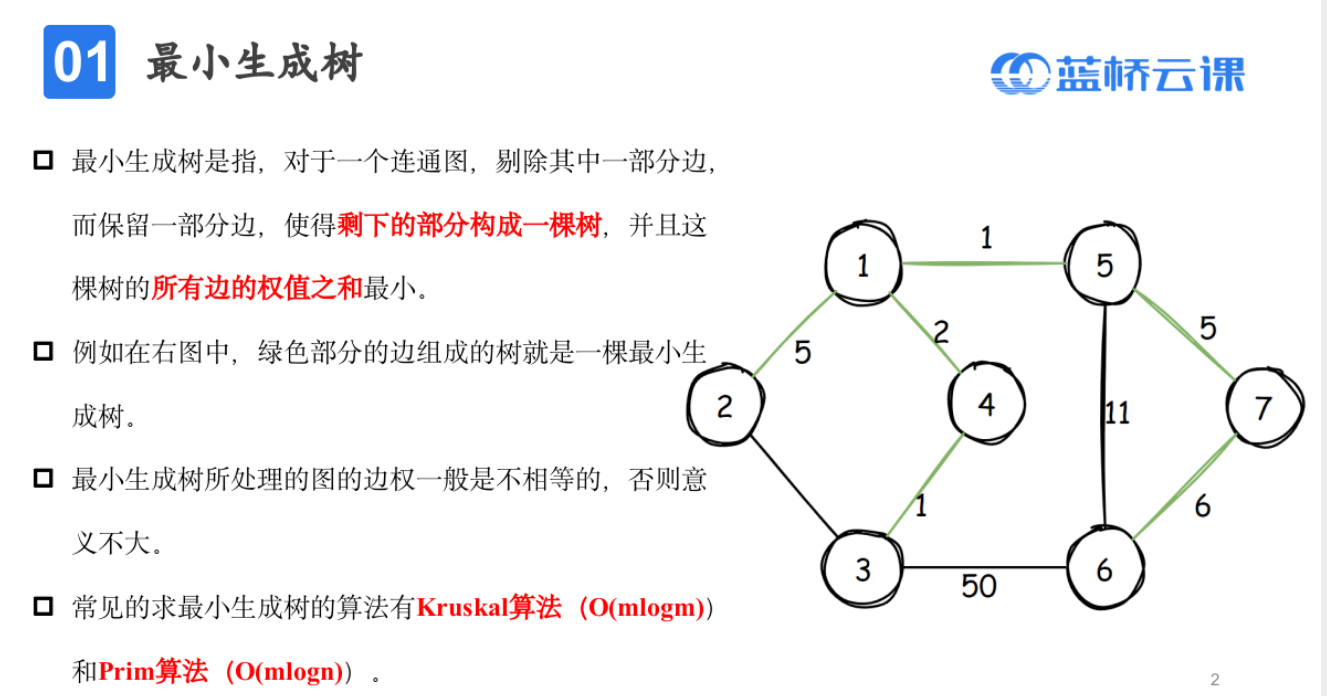 01 最小生成树
蓝桥云课
最小生成树是指，对于一个连通图，剔除其中一部分边，
而保留一部分边，使得剩下的部分构成一棵树，并且这
棵树的所有边的权值之和最小。
例如在右图中，绿色部分的边组成的树就是一棵最小生
成树。
最小生成树所处理的图的边权一般是不相等的，否则意
义不大。
常见的求最小生成树的算法有Kruskal算法（O(mlogm)）
和Prim算法（O(mlogn)）。
1
1
5
5
2
5
2
4
11
7
1
6
3
50
6
2